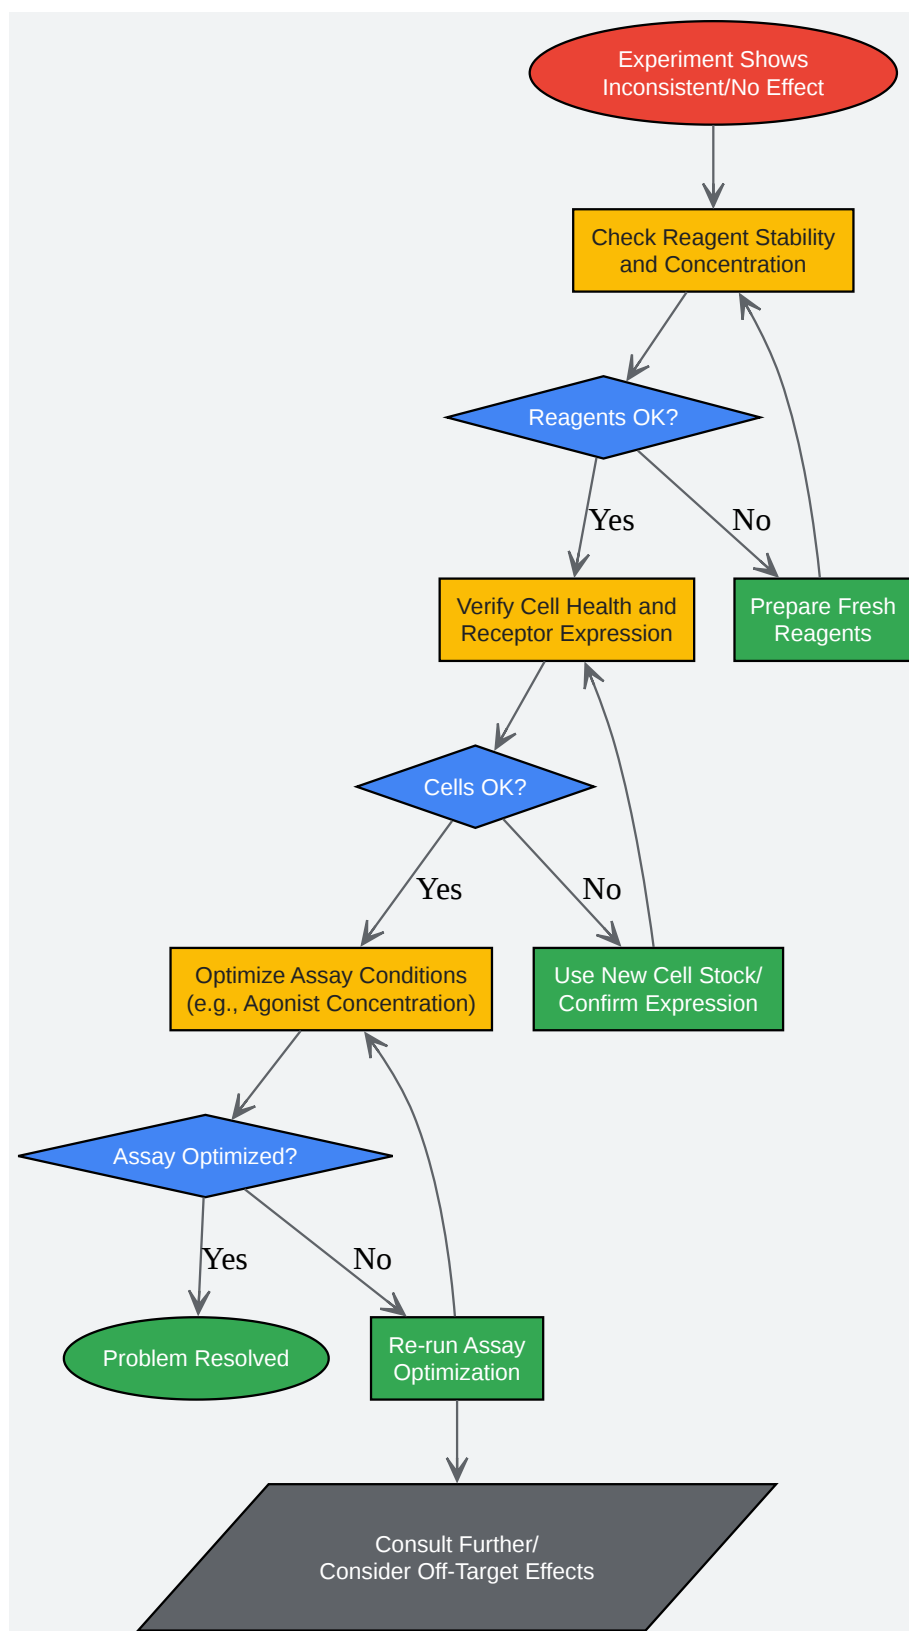 Experiment Shows
Inconsistent/No Effect
Check Reagent Stability
and Concentration
Reagents OK?
Yes
No
Verify Cell Health and
Receptor Expression
Prepare Fresh
Reagents
Cells OK?
Yes
No
Optimize Assay Conditions
(e.g., Agonist Concentration)
Use New Cell Stock/
Confirm Expression
Assay Optimized?
Yes
No
Problem Resolved
Re-run Assay
Optimization
Consult Further/
Consider Off-Target Effects